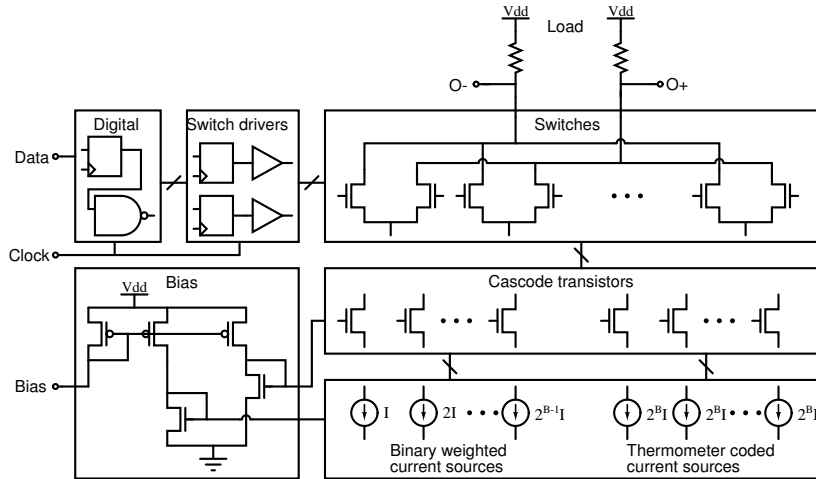 Vdd
Load
Vdd
O-
O+
Digital
Switch drivers
Switches
Data
• • •
Clock
Bias
Cascode transistors
Vdd
• • •
• • •
Bias
I
2I
• • •
2^{B-1}I
2^{B}I
2^{B}I
• • •
2^{B}I
Binary weighted
current sources
Thermometer coded
current sources